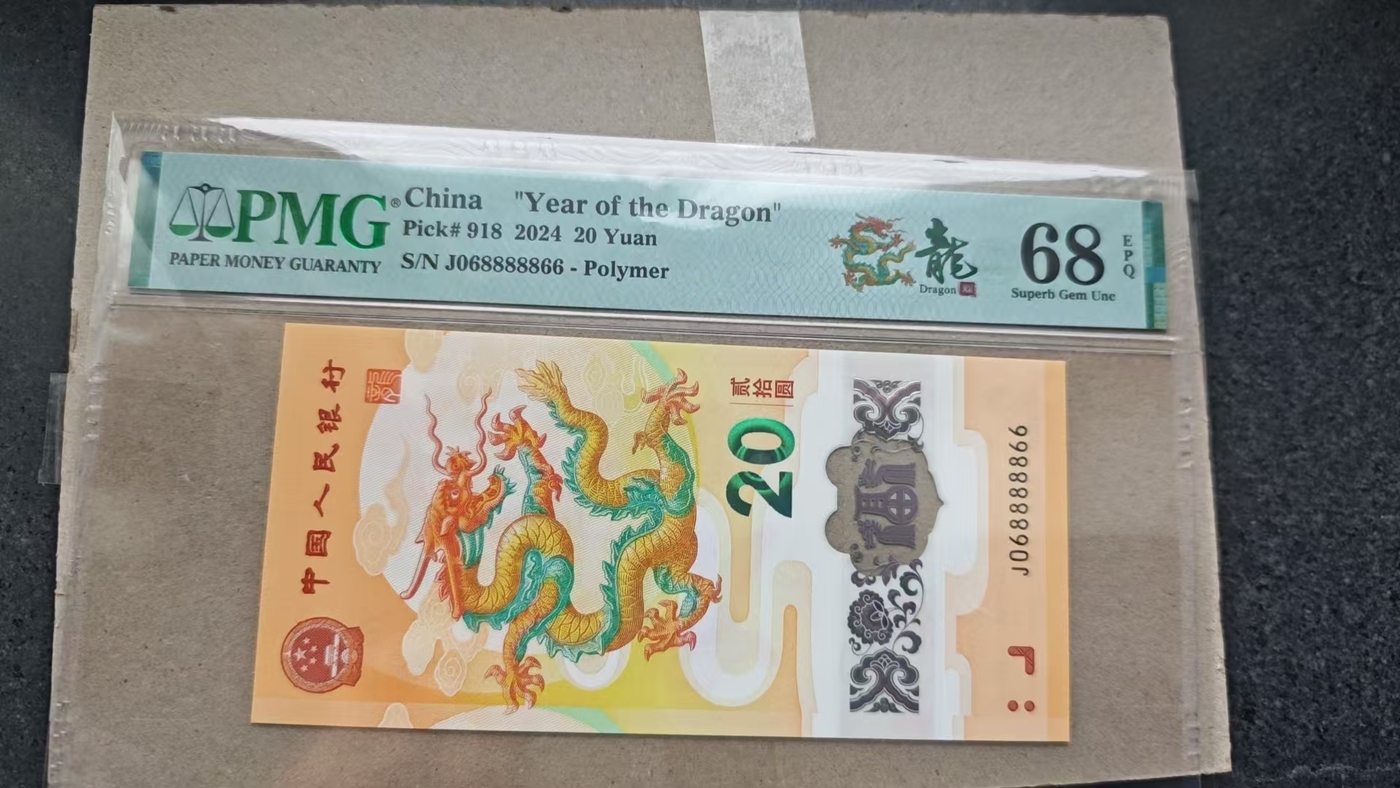 PMG®
PAPER MONEY GUARANTY
China "Year of the Dragon"
Pick# 918 2024 20 Yuan
S/N J068888866 - Polymer
龍
Dragon
68
EPQ
Superb Gem Unc
中国人民银行
贰拾圆
20
J068888866